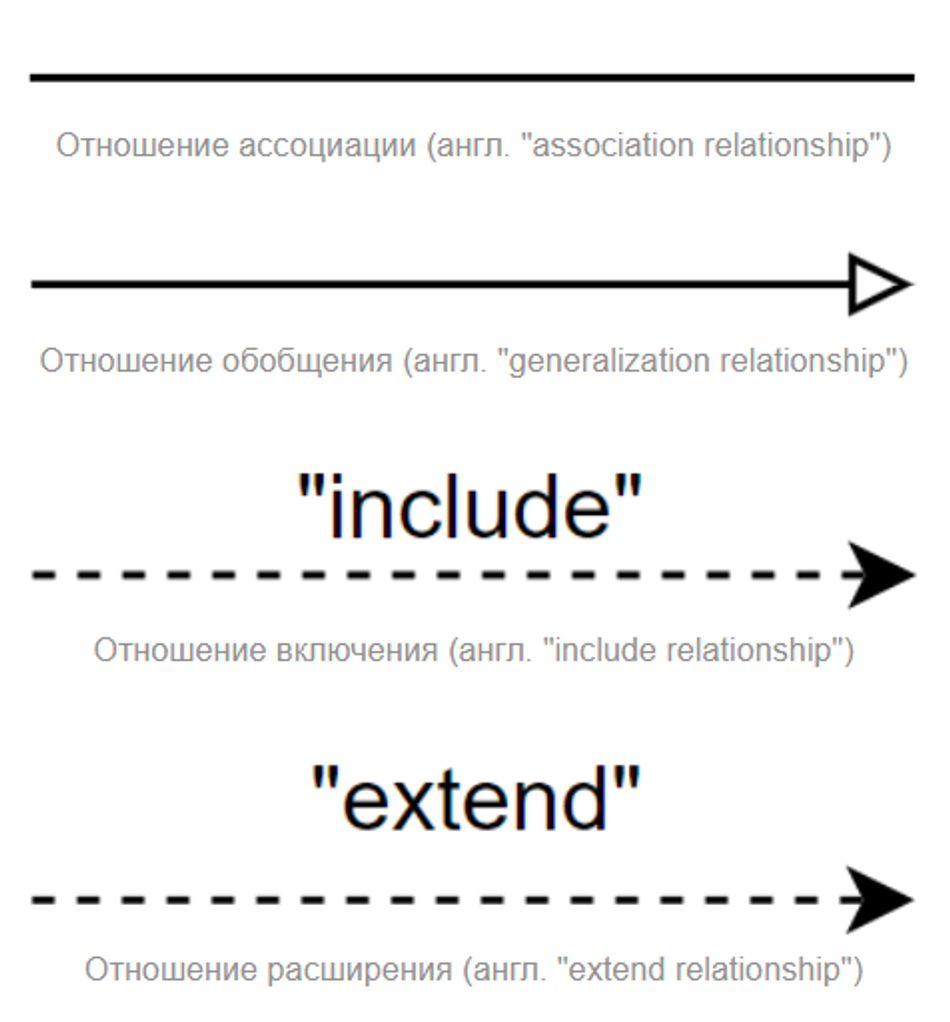 Отношение ассоциации (англ. "association relationship")
Отношение обобщения (англ. "generalization relationship")
"include"
Отношение включения (англ. "include relationship")
"extend"
Отношение расширения (англ. "extend relationship")